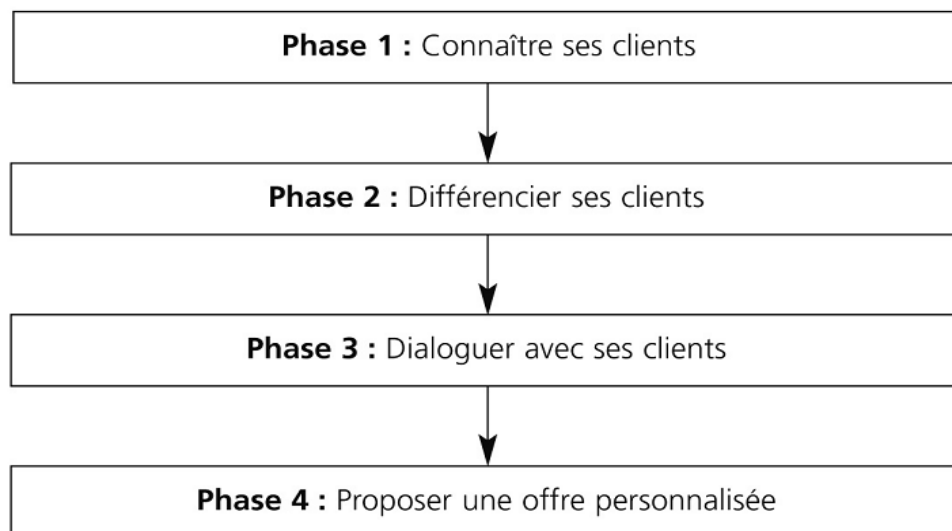 Phase 1 : Connaître ses clients
Phase 2 : Différencier ses clients
Phase 3 : Dialoguer avec ses clients
Phase 4 : Proposer une offre personnalisée